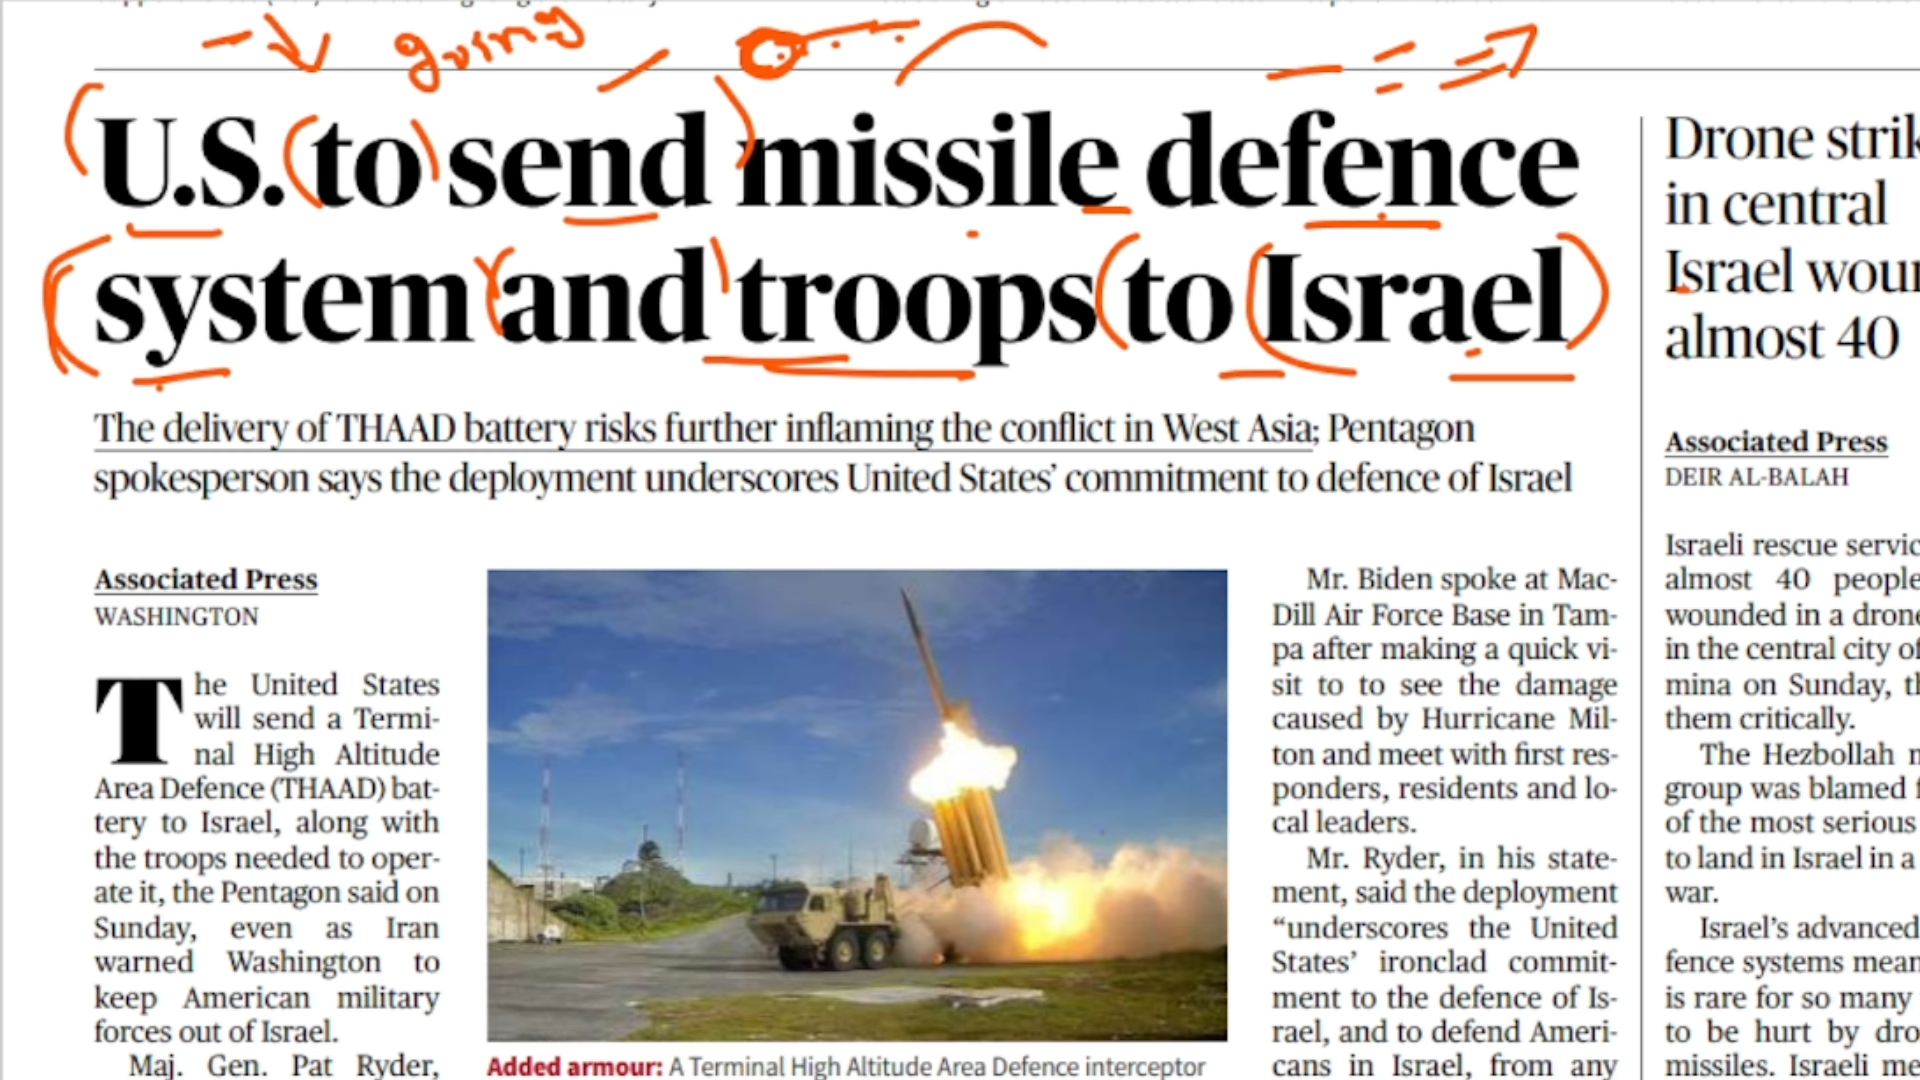 going
U.S. to send missile defence
system and troops to Israel
The delivery of THAAD battery risks further inflaming the conflict in West Asia; Pentagon
spokesperson says the deployment underscores United States' commitment to defence of Israel
Associated Press
WASHINGTON
The United States
will send a Termi-
nal High Altitude
Area Defence (THAAD) bat-
tery to Israel, along with
the troops needed to oper-
ate it, the Pentagon said on
Sunday, even as Iran
warned Washington to
keep American military
forces out of Israel.
Maj. Gen. Pat Ryder,
Added armour: A Terminal High Altitude Area Defence interceptor
Mr. Biden spoke at Mac-
Dill Air Force Base in Tam-
pa after making a quick vi-
sit to to see the damage
caused by Hurricane Mil-
ton and meet with first res-
ponders, residents and lo-
cal leaders.
Mr. Ryder, in his state-
ment, said the deployment
“underscores the United
States’ ironclad commit-
ment to the defence of Is-
rael, and to defend Ameri-
cans in Israel, from any
Drone strik
in central
Israel woun
almost 40
Associated Press
DEIR AL-BALAH
Israeli rescue servic
almost 40 people
wounded in a drone
in the central city of
mina on Sunday, th
them critically.
The Hezbollah m
group was blamed f
of the most serious
to land in Israel in a
war.
Israel's advanced
fence systems mean
is rare for so many
to be hurt by dro
missiles. Israeli me